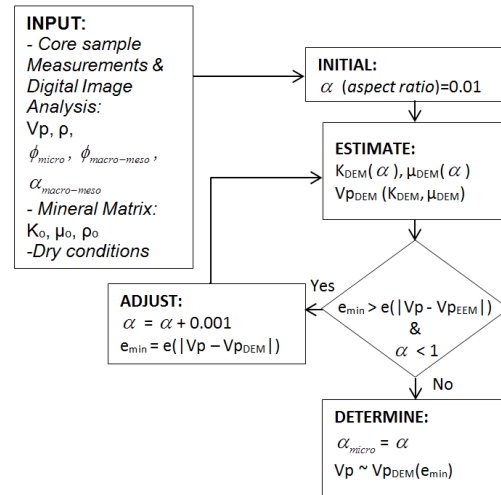 INPUT:
- Core sample
Measurements &
Digital Image
Analysis:
Vp, ρ,
ϕmicro, ϕmacro-meso,
αmacro-meso
- Mineral Matrix:
Ko, μo, ρo
-Dry conditions
INITIAL:
α (aspect ratio)=0.01
ESTIMATE:
KDEM(α), μDEM(α)
VpDEM (KDEM, μDEM)
Yes
emin > e(|Vp - VpEEM|)
&
α < 1
ADJUST:
α = α + 0.001
emin = e(|Vp – VpDEM|)
No
DETERMINE:
αmicro = α
Vp ~ VpDEM(emin)